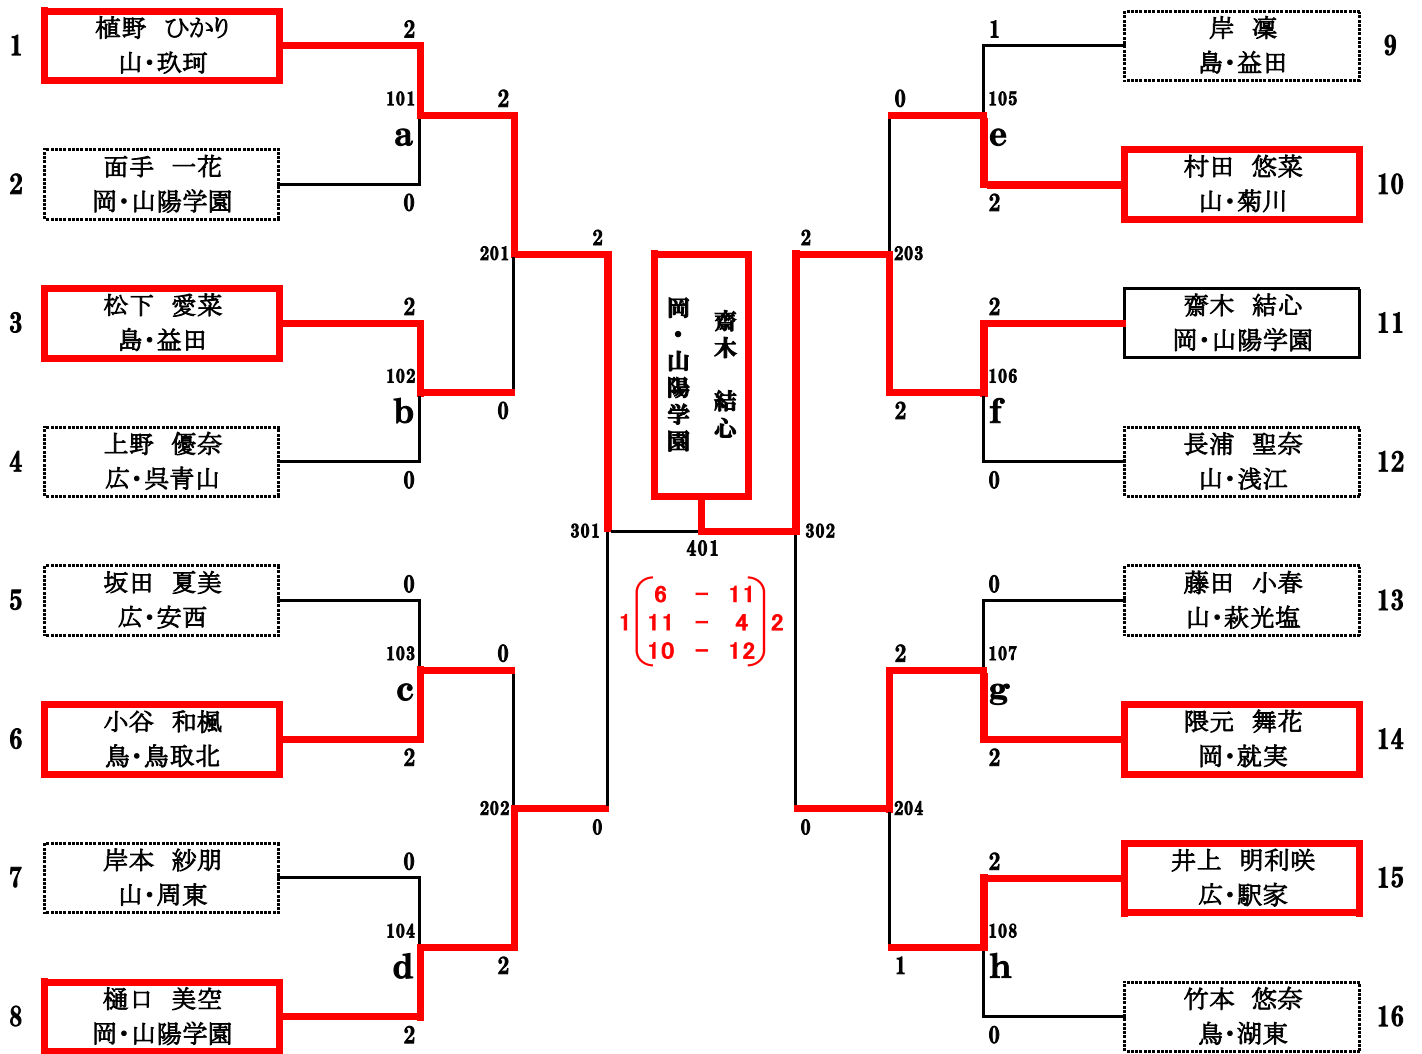 1
植野 ひかり
山・玖珂
2
101
a
2
面手 一花
岡・山陽学園
0
2
201
3
松下 愛菜
島・益田
2
102
b
0
4
上野 優奈
広・呉青山
0
2
301
5
坂田 夏美
広・安西
0
103
c
0
6
小谷 和楓
鳥・鳥取北
2
202
0
7
岸本 紗朋
山・周東
0
104
d
2
8
樋口 美空
岡・山陽学園
2
齋木 結心
岡・山陽学園
401
6 － 11
1 11 － 4 2
10 － 12
1
岸 凜
島・益田
9
0
105
e
村田 悠菜
山・菊川
10
2
2
203
2
齋木 結心
岡・山陽学園
11
106
f
2
長浦 聖奈
山・浅江
12
0
302
0
藤田 小春
山・萩光塩
13
2
107
g
隈元 舞花
岡・就実
14
2
0
204
2
井上 明利咲
広・駅家
15
108
h
1
竹本 悠奈
鳥・湖東
16
0